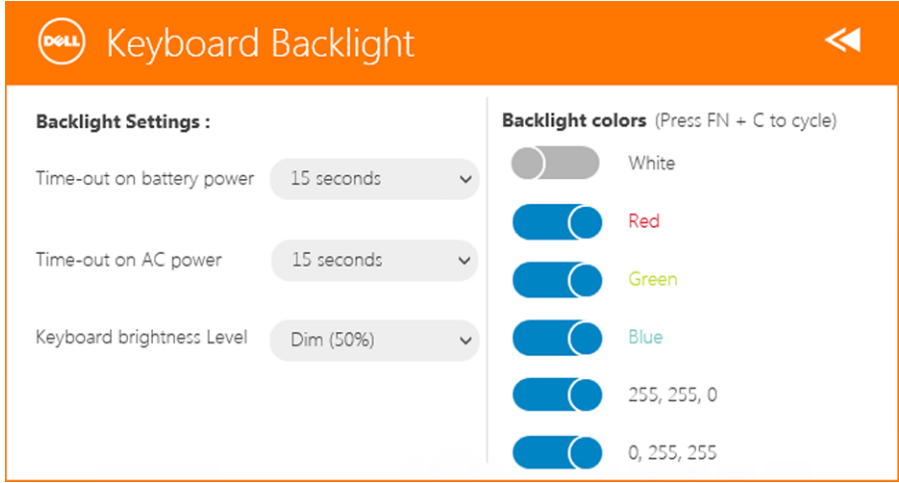 DELL Keyboard Backlight
Backlight Settings :
Time-out on battery power 15 seconds
Time-out on AC power 15 seconds
Keyboard brightness Level Dim (50%)
Backlight colors (Press FN + C to cycle)
White
Red
Green
Blue
255, 255, 0
0, 255, 255